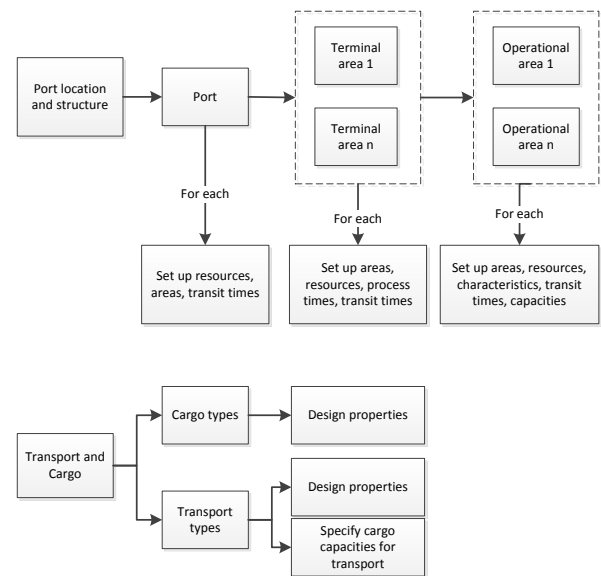 Port location
and structure
Port
Terminal
area 1
Terminal
area n
Operational
area 1
Operational
area n
For each
For each
For each
Set up resources,
areas, transit times
Set up areas,
resources, process
times, transit times
Set up areas, resources,
characteristics, transit
times, capacities
Transport and
Cargo
Cargo types
Design properties
Transport
types
Design properties
Specify cargo
capacities for
transport